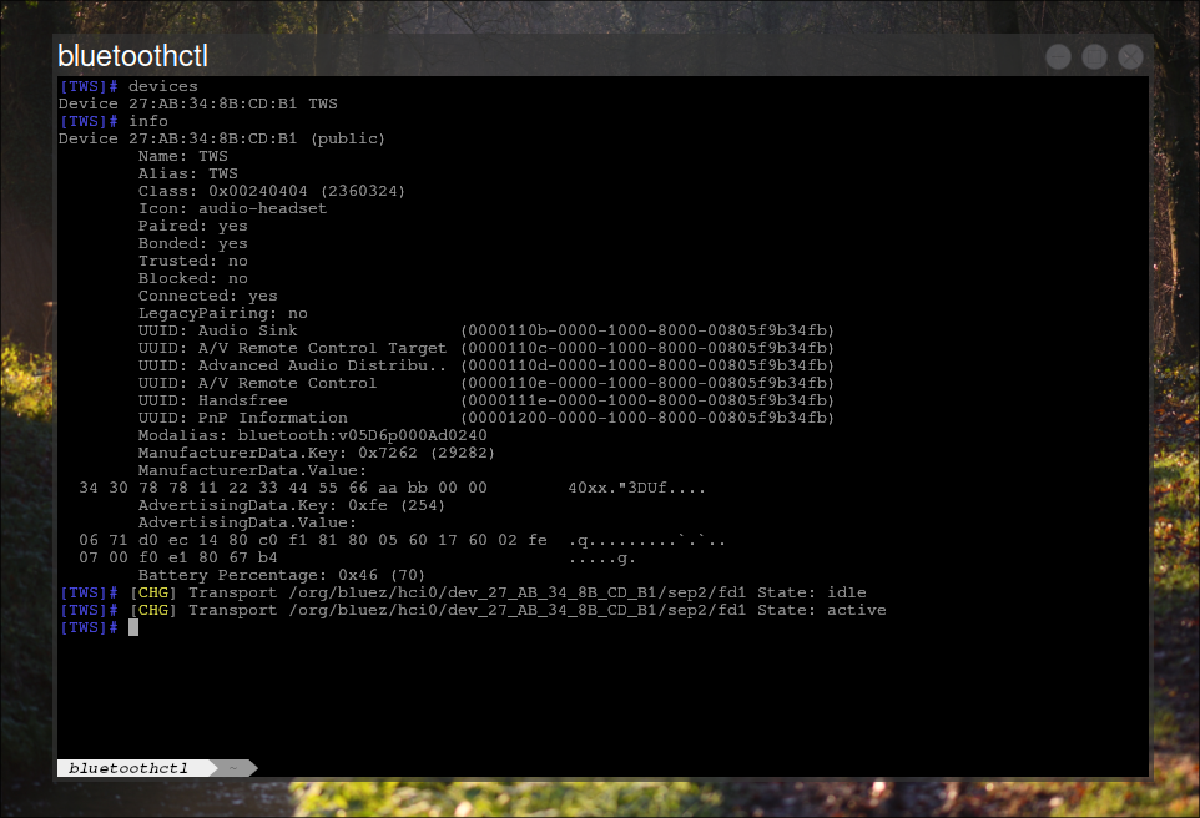 bluetoothctl
[TWS]# devices
Device 27:AB:34:8B:CD:B1 TWS
[TWS]# info
Device 27:AB:34:8B:CD:B1 (public)
Name: TWS
Alias: TWS
Class: 0x00240404 (2360324)
Icon: audio-headset
Paired: yes
Bonded: yes
Trusted: no
Blocked: no
Connected: yes
LegacyPairing: no
UUID: Audio Sink (0000110b-0000-1000-8000-00805f9b34fb)
UUID: A/V Remote Control Target (0000110c-0000-1000-8000-00805f9b34fb)
UUID: Advanced Audio Distribu.. (0000110d-0000-1000-8000-00805f9b34fb)
UUID: A/V Remote Control (0000110e-0000-1000-8000-00805f9b34fb)
UUID: Handsfree (0000111e-0000-1000-8000-00805f9b34fb)
UUID: PnP Information (00001200-0000-1000-8000-00805f9b34fb)
Modalias: bluetooth:v05D6p000Ad0240
ManufacturerData.Key: 0x7262 (29282)
ManufacturerData.Value:
34 30 78 78 11 22 33 44 55 66 aa bb 00 00 40xx."3DUf....
AdvertisingData.Key: 0xfe (254)
AdvertisingData.Value:
06 71 d0 ec 14 80 c0 f1 81 80 05 60 17 60 02 fe .q.........`.`..
07 00 f0 e1 80 67 b4 .....g.
Battery Percentage: 0x46 (70)
[TWS]# [CHG] Transport /org/bluez/hci0/dev_27_AB_34_8B_CD_B1/sep2/fd1 State: idle
[TWS]# [CHG] Transport /org/bluez/hci0/dev_27_AB_34_8B_CD_B1/sep2/fd1 State: active
[TWS]#
bluetoothctl ~